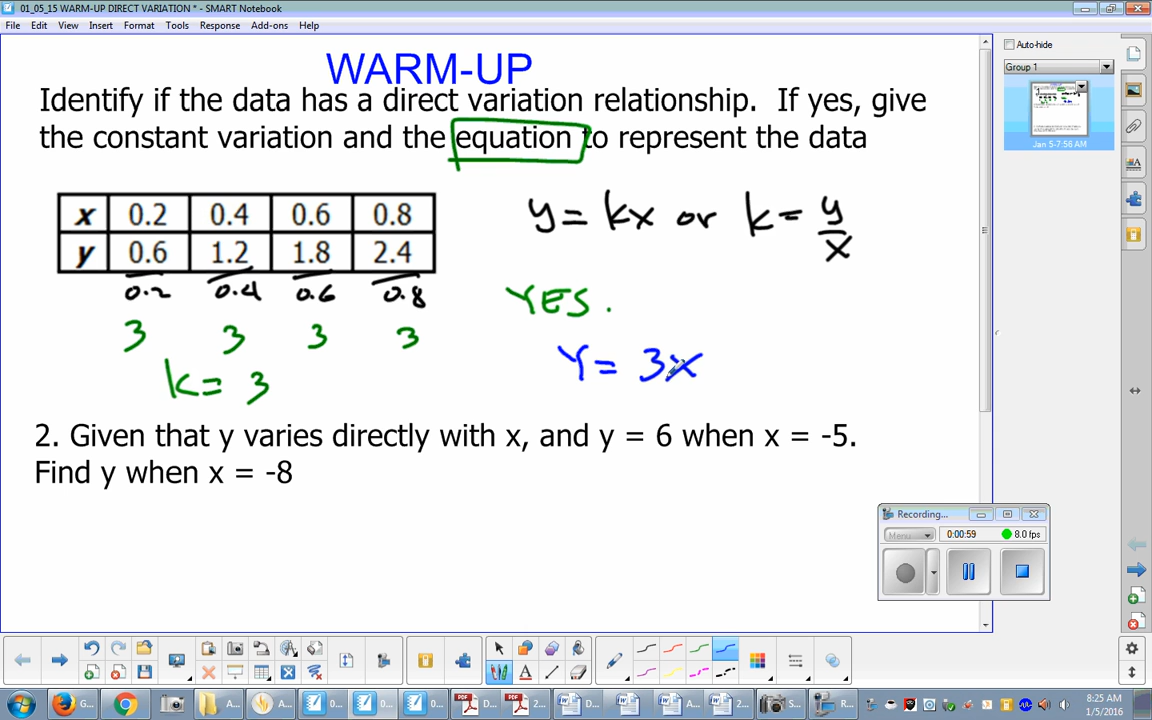 01_05_15 WARM-UP DIRECT VARIATION * - SMART Notebook
File Edit View Insert Format Tools Response Add-ons Help
WARM-UP
Identify if the data has a direct variation relationship. If yes, give
the constant variation and the equation to represent the data
x 0.2 0.4 0.6 0.8
y 0.6 1.2 1.8 2.4
0.2 0.4 0.6 0.8
3 3 3 3
k = 3
y = kx or k = y/x
YES.
Y = 3x
2. Given that y varies directly with x, and y = 6 when x = -5.
Find y when x = -8
Auto-hide
Group 1
Jan 5-7:58 AM
Recording...
Menu 0:00:59 8.0 fps
G... A... A... 0... 0... 0... D... 2... D... A... A... 2... S... R...
8:25 AM
1/5/2016